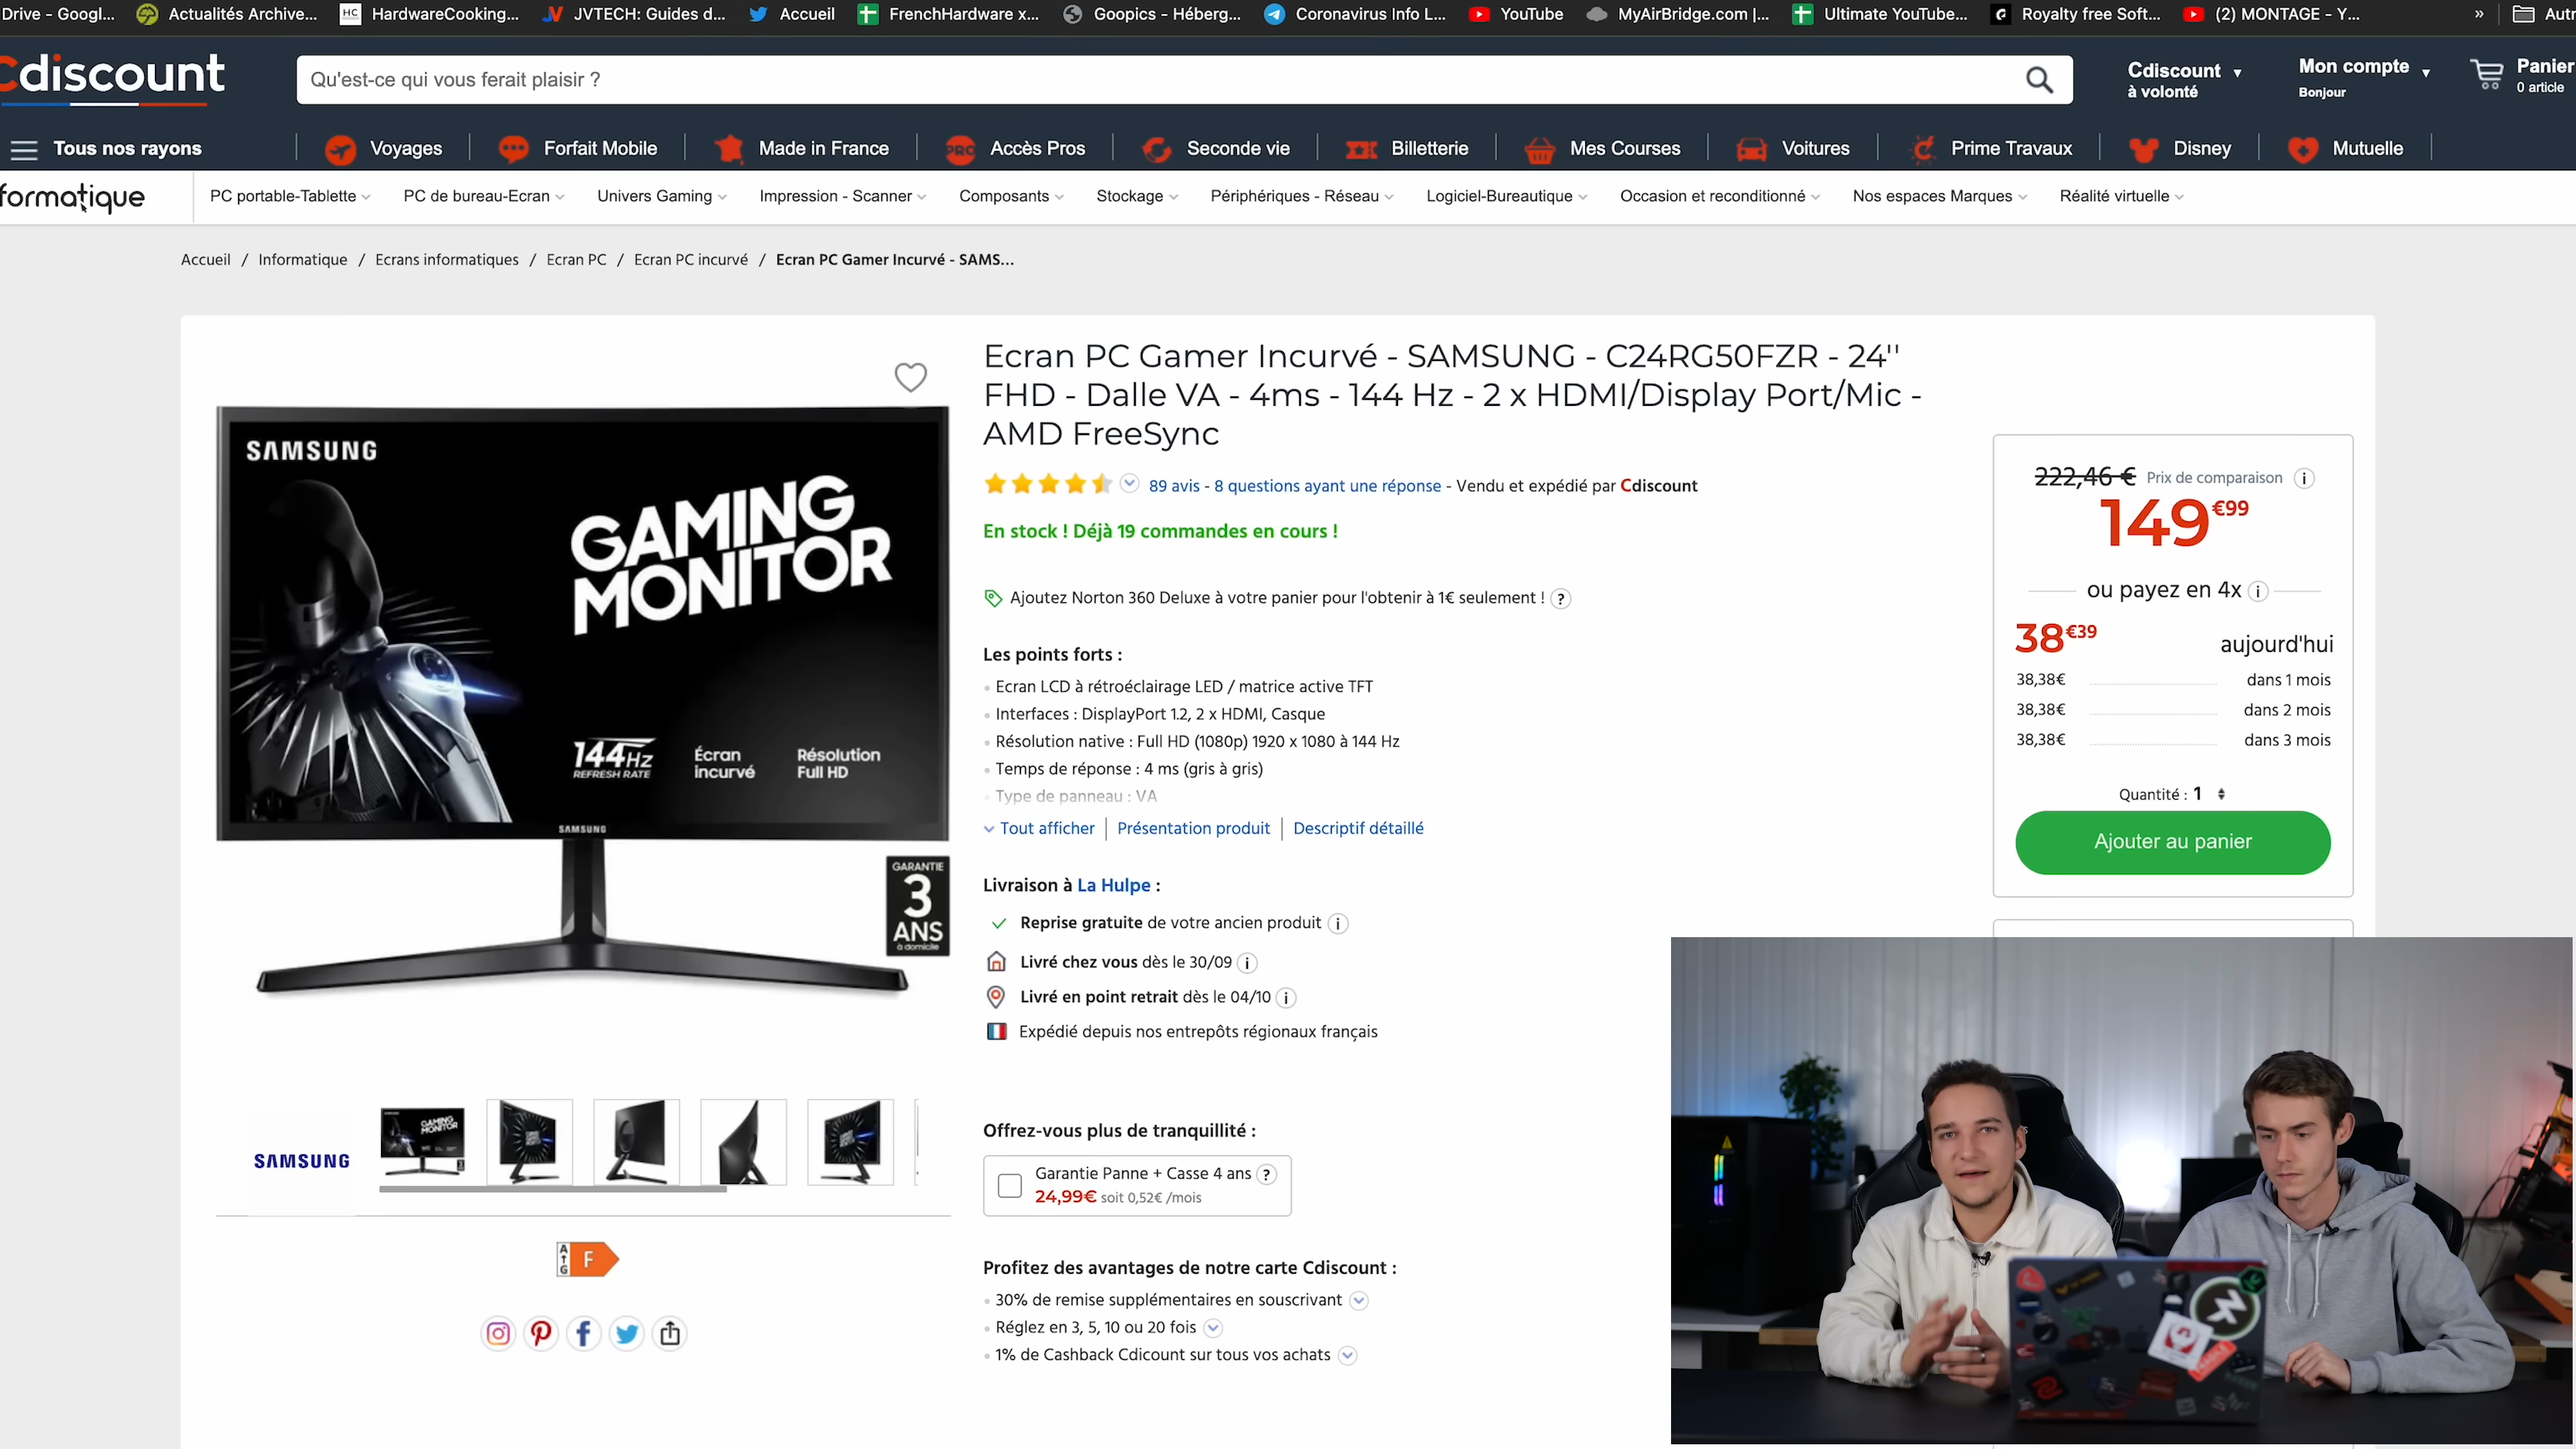 Drive - Googl...
Actualités Archive...
HC HardwareCooking...
JVTECH: Guides d...
Accueil
FrenchHardware x...
Goopics - Héberg...
Coronavirus Info L...
YouTube
MyAirBridge.com |...
Ultimate YouTube...
Royalty free Soft...
(2) MONTAGE - Y...
»
Autr
Cdiscount
Qu'est-ce qui vous ferait plaisir ?
Cdiscount
à volonté
Mon compte
Bonjour
Panier
0 article
Tous nos rayons
Voyages
Forfait Mobile
Made in France
PRO Accès Pros
Seconde vie
Billetterie
Mes Courses
Voitures
Prime Travaux
Disney
Mutuelle
formatique
PC portable-Tablette
PC de bureau-Ecran
Univers Gaming
Impression - Scanner
Composants
Stockage
Périphériques - Réseau
Logiciel-Bureautique
Occasion et reconditionné
Nos espaces Marques
Réalité virtuelle
Accueil / Informatique / Ecrans informatiques / Ecran PC / Ecran PC incurvé / Ecran PC Gamer Incurvé - SAMS...
SAMSUNG
GAMING
MONITOR
144Hz
REFRESH RATE
Écran
incurvé
Résolution
Full HD
SAMSUNG
GARANTIE
3
ANS
à domicile
SAMSUNG
GAMING
MONITOR
A
G
F
Ecran PC Gamer Incurvé - SAMSUNG - C24RG50FZR - 24''
FHD - Dalle VA - 4ms - 144 Hz - 2 x HDMI/Display Port/Mic -
AMD FreeSync
89 avis - 8 questions ayant une réponse - Vendu et expédié par Cdiscount
En stock ! Déjà 19 commandes en cours !
Ajoutez Norton 360 Deluxe à votre panier pour l'obtenir à 1€ seulement ! ?
Les points forts :
Ecran LCD à rétroéclairage LED / matrice active TFT
Interfaces : DisplayPort 1.2, 2 x HDMI, Casque
Résolution native : Full HD (1080p) 1920 x 1080 à 144 Hz
Temps de réponse : 4 ms (gris à gris)
Type de panneau : VA
Tout afficher | Présentation produit | Descriptif détaillé
Livraison à La Hulpe :
Reprise gratuite de votre ancien produit i
Livré chez vous dès le 30/09 i
Livré en point retrait dès le 04/10 i
Expédié depuis nos entrepôts régionaux français
Offrez-vous plus de tranquillité :
Garantie Panne + Casse 4 ans ?
24,99€ soit 0,52€ /mois
Profitez des avantages de notre carte Cdiscount :
30% de remise supplémentaires en souscrivant
Réglez en 3, 5, 10 ou 20 fois
1% de Cashback Cdicount sur tous vos achats
222,46 € Prix de comparaison i
149€99
ou payez en 4x i
38€39 aujourd'hui
38,38€ dans 1 mois
38,38€ dans 2 mois
38,38€ dans 3 mois
Quantité : 1
Ajouter au panier